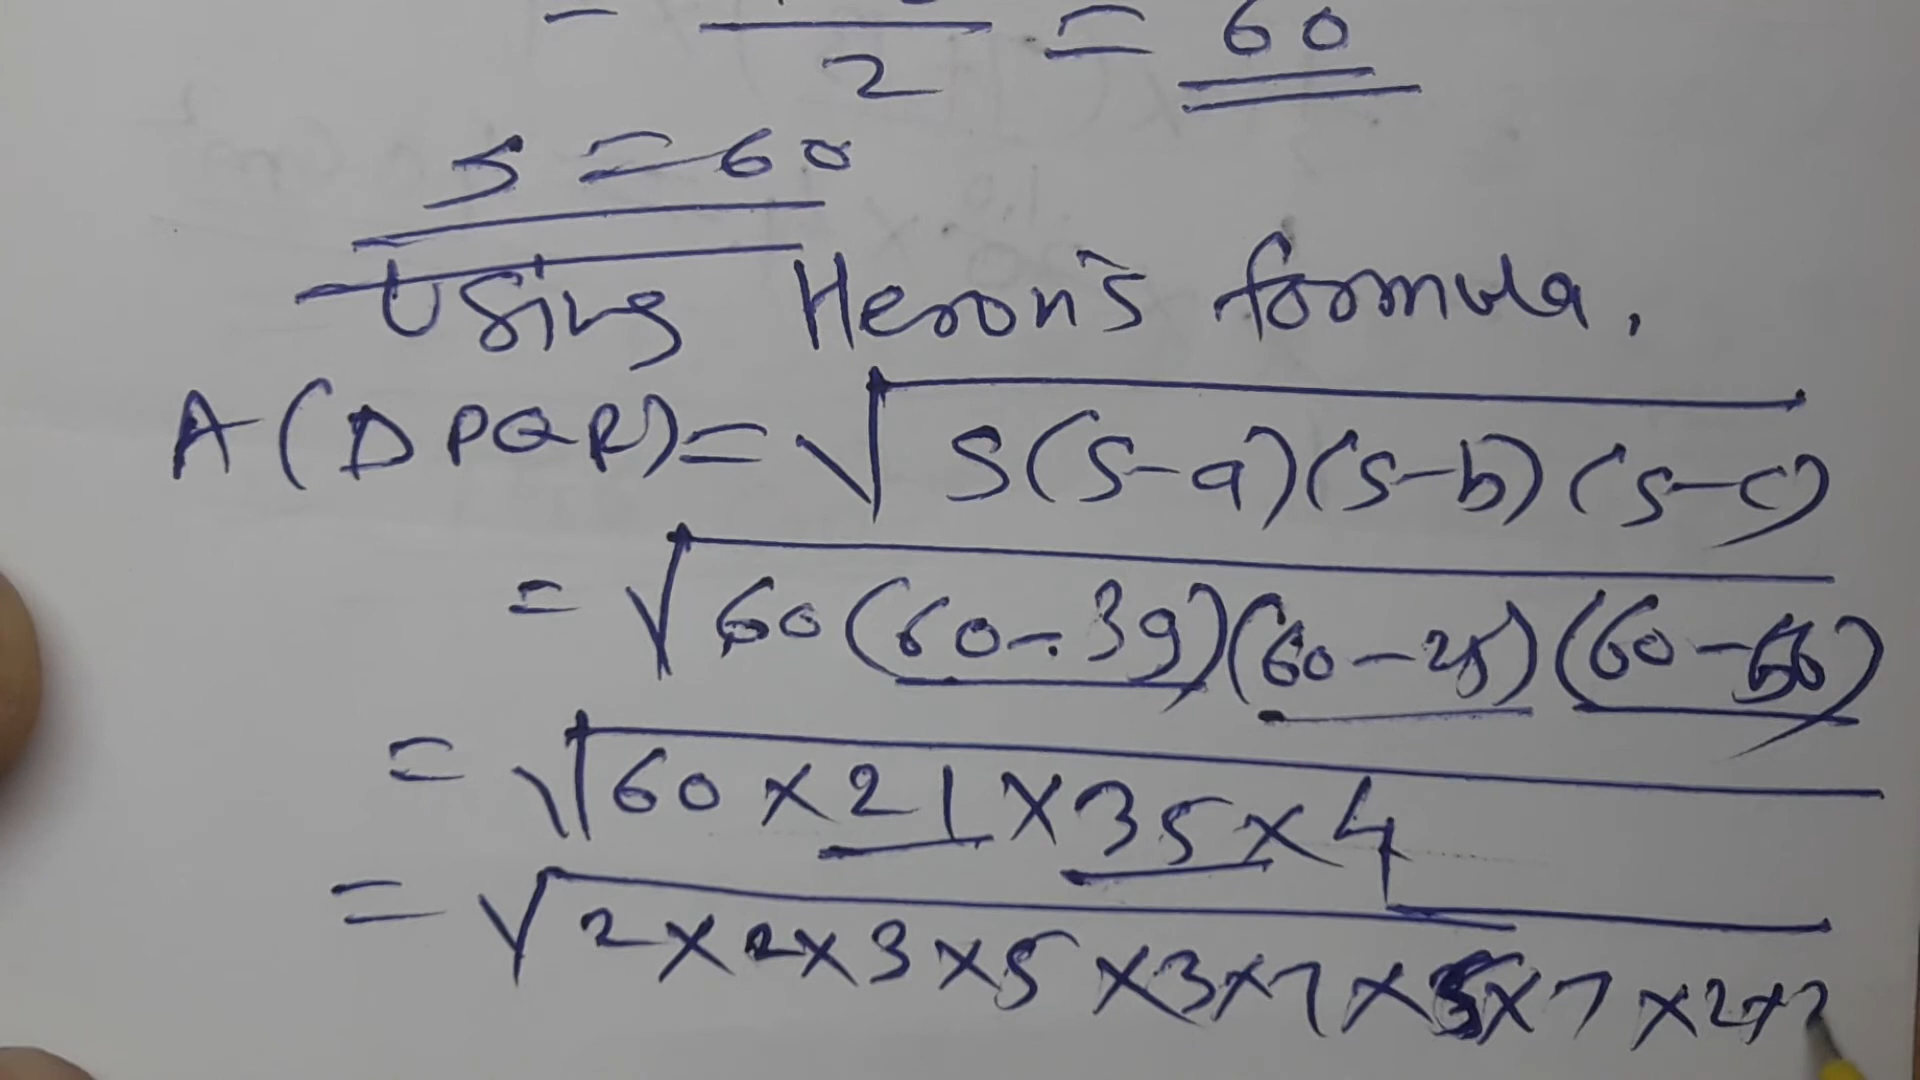 = ──/2 = 60
s = 60
Using Heron's formula,
A(Δ PQR) = √s(s-a)(s-b)(s-c)
= √60(60-39)(60-25)(60-56)
= √60×21×35×4
= √2×2×3×5×3×7×5×7×2×2